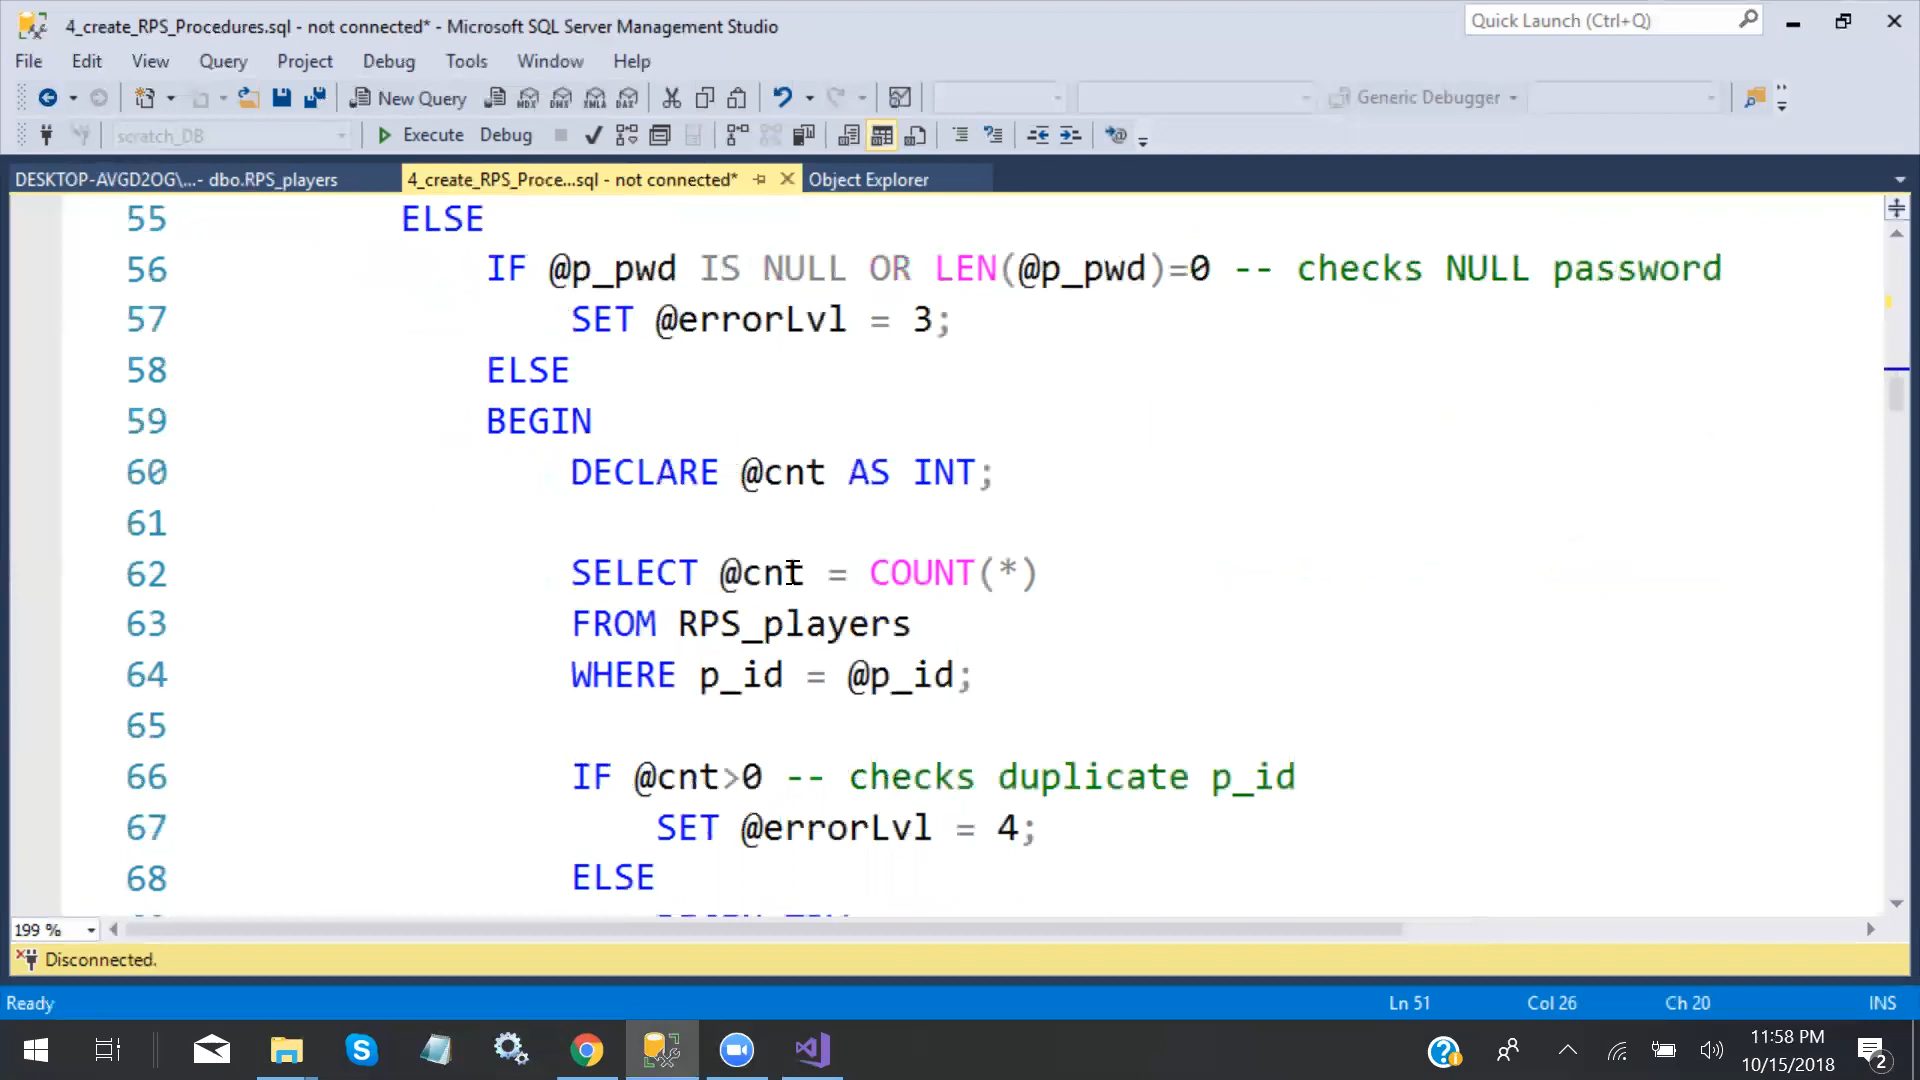 4_create_RPS_Procedures.sql - not connected* - Microsoft SQL Server Management Studio
Quick Launch (Ctrl+Q)
File Edit View Query Project Debug Tools Window Help
New Query MDX DMX XMLA DAX Generic Debugger
scratch_DB Execute Debug
DESKTOP-AVGD2OG\...- dbo.RPS_players 4_create_RPS_Proce...sql - not connected* Object Explorer
55 ELSE
56 IF @p_pwd IS NULL OR LEN(@p_pwd)=0 -- checks NULL password
57 SET @errorLvl = 3;
58 ELSE
59 BEGIN
60 DECLARE @cnt AS INT;
61
62 SELECT @cnt = COUNT(*)
63 FROM RPS_players
64 WHERE p_id = @p_id;
65
66 IF @cnt>0 -- checks duplicate p_id
67 SET @errorLvl = 4;
68 ELSE
199 %
Disconnected.
Ready Ln 51 Col 26 Ch 20 INS
11:58 PM
10/15/2018
2